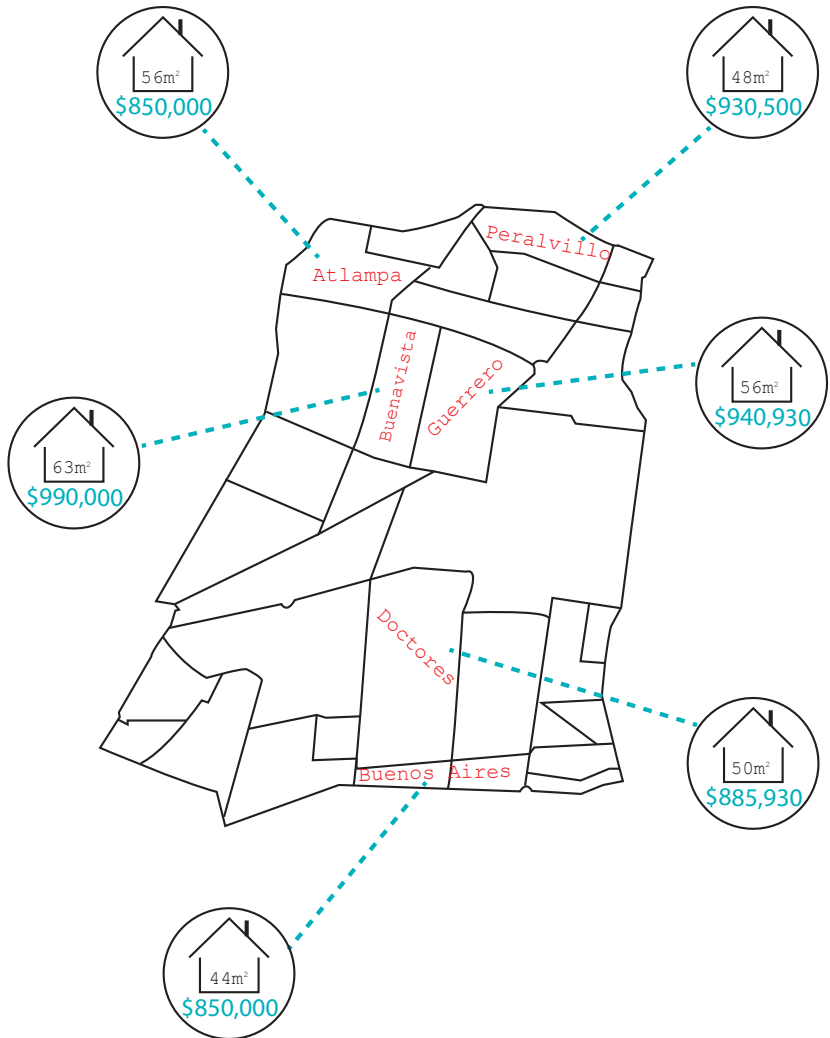 56m²
$850,000
48m²
$930,500
Peralvillo
Atlampa
Buenavista
Guerrero
56m²
$940,930
63m²
$990,000
Doctores
50m²
$885,930
Buenos Aires
44m²
$850,000